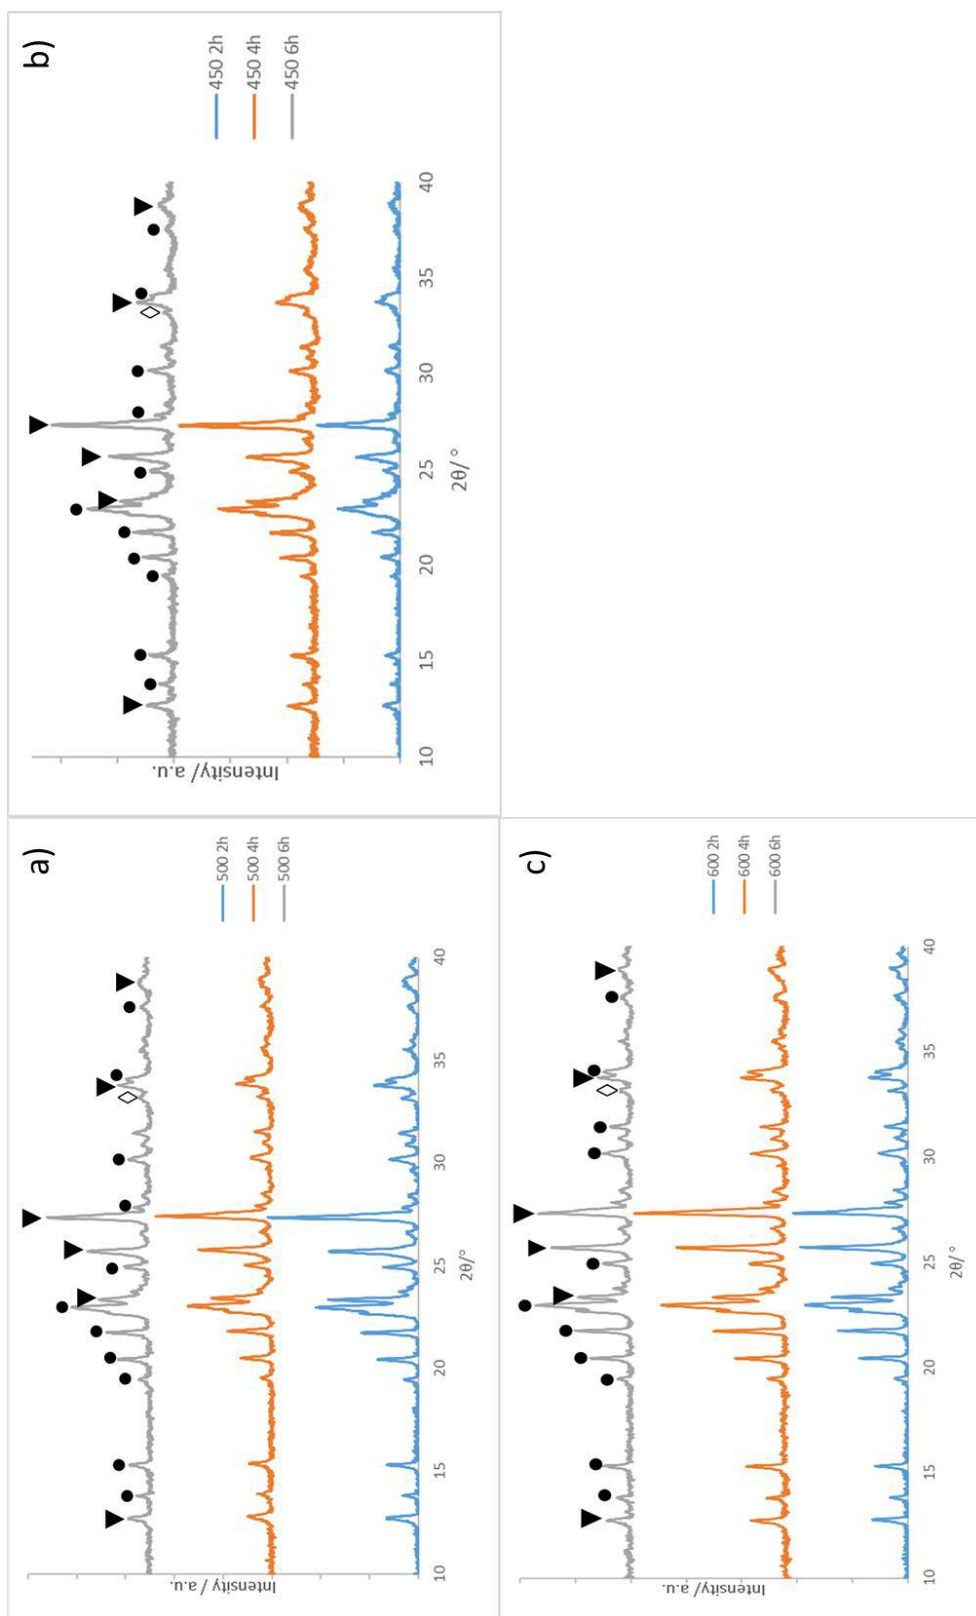 a)
Intensity / a.u.
10 15 20 25 30 35 40
2θ/°
500 2h
500 4h
500 6h
b)
Intensity / a.u.
10 15 20 25 30 35 40
2θ/°
450 2h
450 4h
450 6h
c)
Intensity / a.u.
10 15 20 25 30 35 40
2θ/°
600 2h
600 4h
600 6h